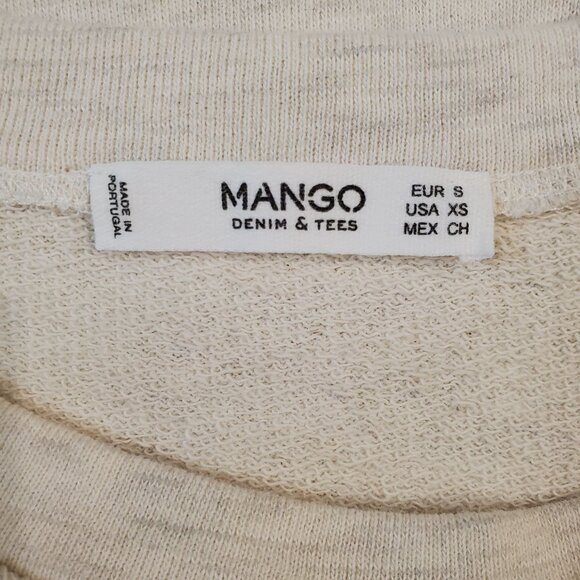 MADE IN
PORTUGAL
MANGO
DENIM & TEES
EUR S
USA XS
MEX CH